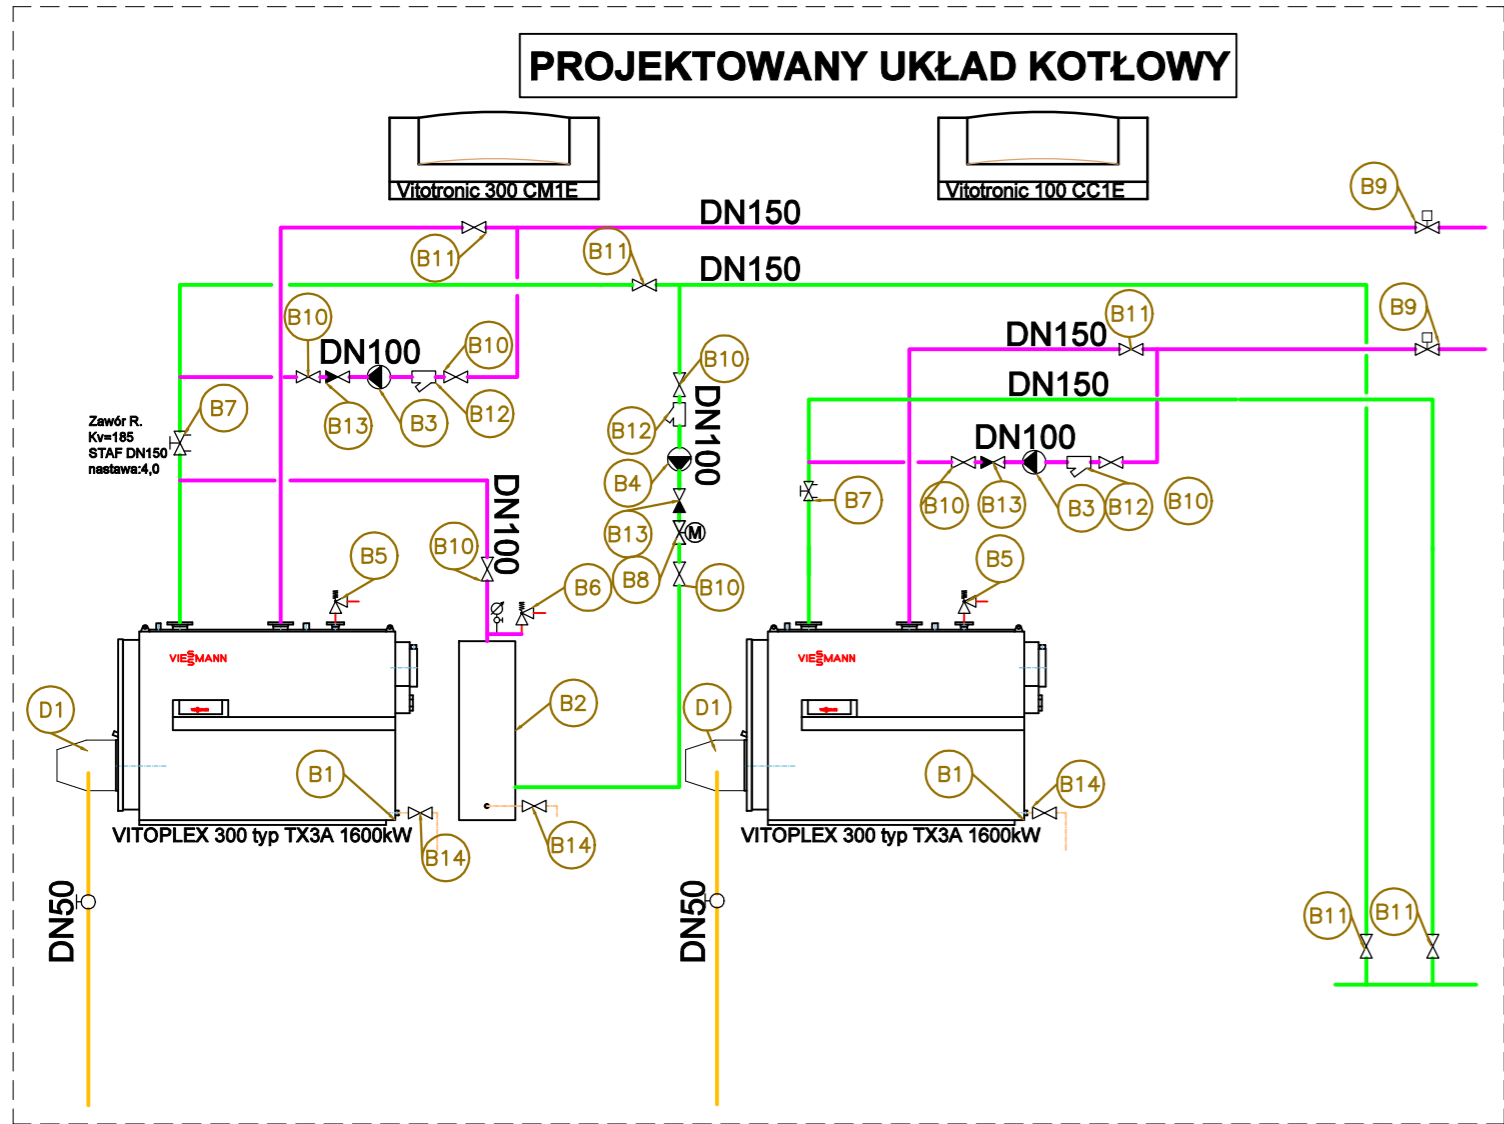 PROJEKTOWANY UKŁAD KOTŁOWY
Vitotronic 300 CM1E
Vitotronic 100 CC1E
B9
DN150
B11
B11
DN150
B10
DN100
B10
B10
DN150
B11
B9
DN150
B7
B13
B3
B12
B12
DN100
DN100
Zawór R.
Kv=185
STAF DN150
nastawa:4,0
B4
B7
B10
B13
B3
B12
B10
DN100
B10
B13
B5
B6
B8
B10
B5
VIESSMANN
VIESSMANN
D1
B2
D1
B1
B1
B14
VITOPLEX 300 typ TX3A 1600kW
VITOPLEX 300 typ TX3A 1600kW
B14
B14
DN50
DN50
B11
B11
M